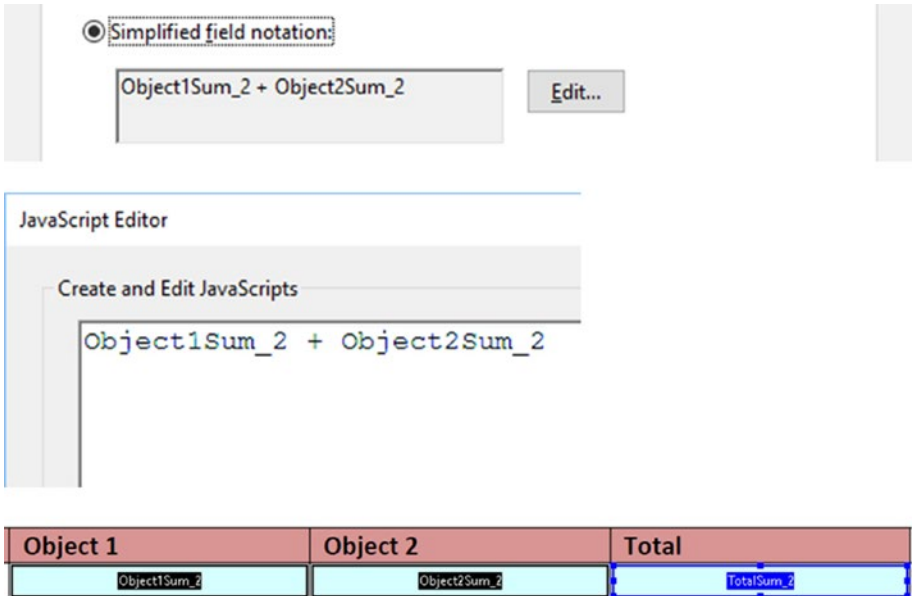 Simplified field notation:
Object1Sum_2 + Object2Sum_2
Edit...
JavaScript Editor
Create and Edit JavaScripts
Object1Sum_2 + Object2Sum_2
Object 1 Object 2 Total
Object1Sum_2 Object2Sum_2 TotalSum_2